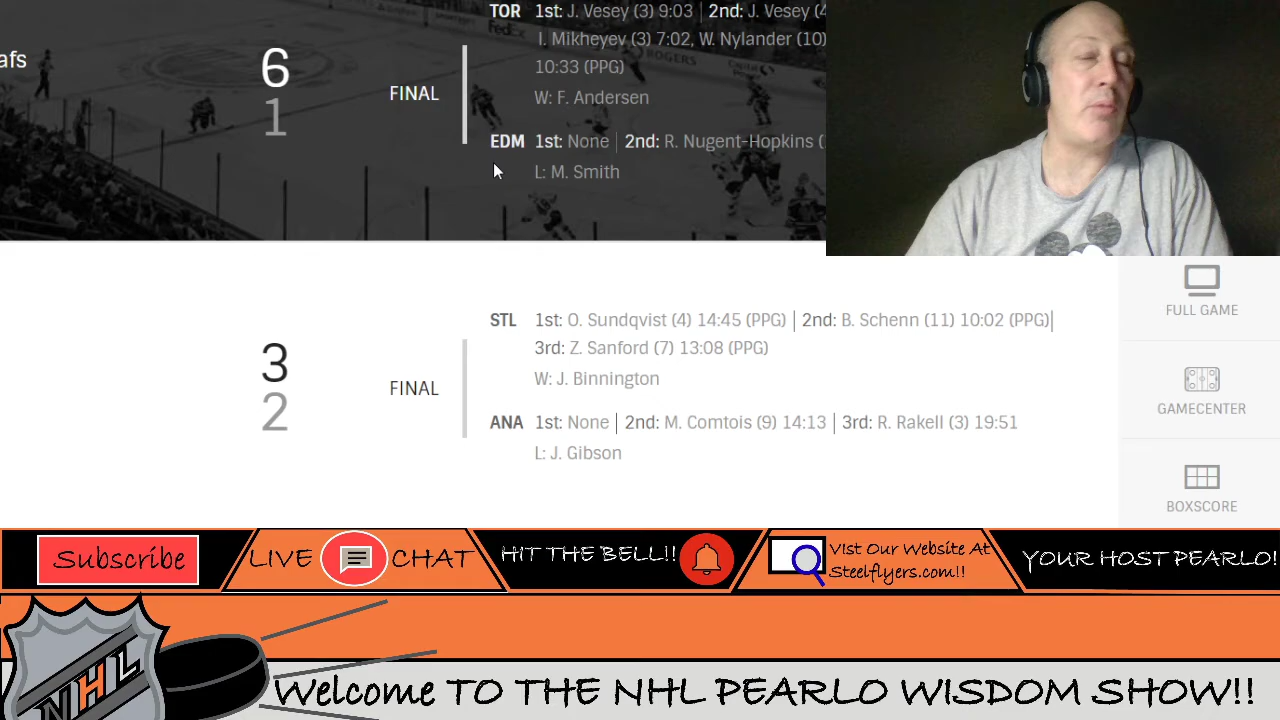 TOR 1st: J. Vesey (3) 9:03 | 2nd: J. Vesey (4
afs 6 FINAL I. Mikheyev (3) 7:02, W. Nylander (10)
10:33 (PPG)
1 W: F. Andersen
EDM 1st: None | 2nd: R. Nugent-Hopkins (
L: M. Smith
FedEx
ROGERS
STL 1st: O. Sundqvist (4) 14:45 (PPG) | 2nd: B. Schenn (11) 10:02 (PPG)|
3 FINAL 3rd: Z. Sanford (7) 13:08 (PPG)
2 W: J. Binnington
ANA 1st: None | 2nd: M. Comtois (9) 14:13 | 3rd: R. Rakell (3) 19:51
L: J. Gibson
FULL GAME
GAMECENTER
BOXSCORE
Subscribe
LIVE CHAT
HIT THE BELL!!
VIst Our Website At
Steelflyers.com!!
YOUR HOST PEARLO!
NHL
Welcome TO THE NHL PEARLO WISDOM SHOW!!